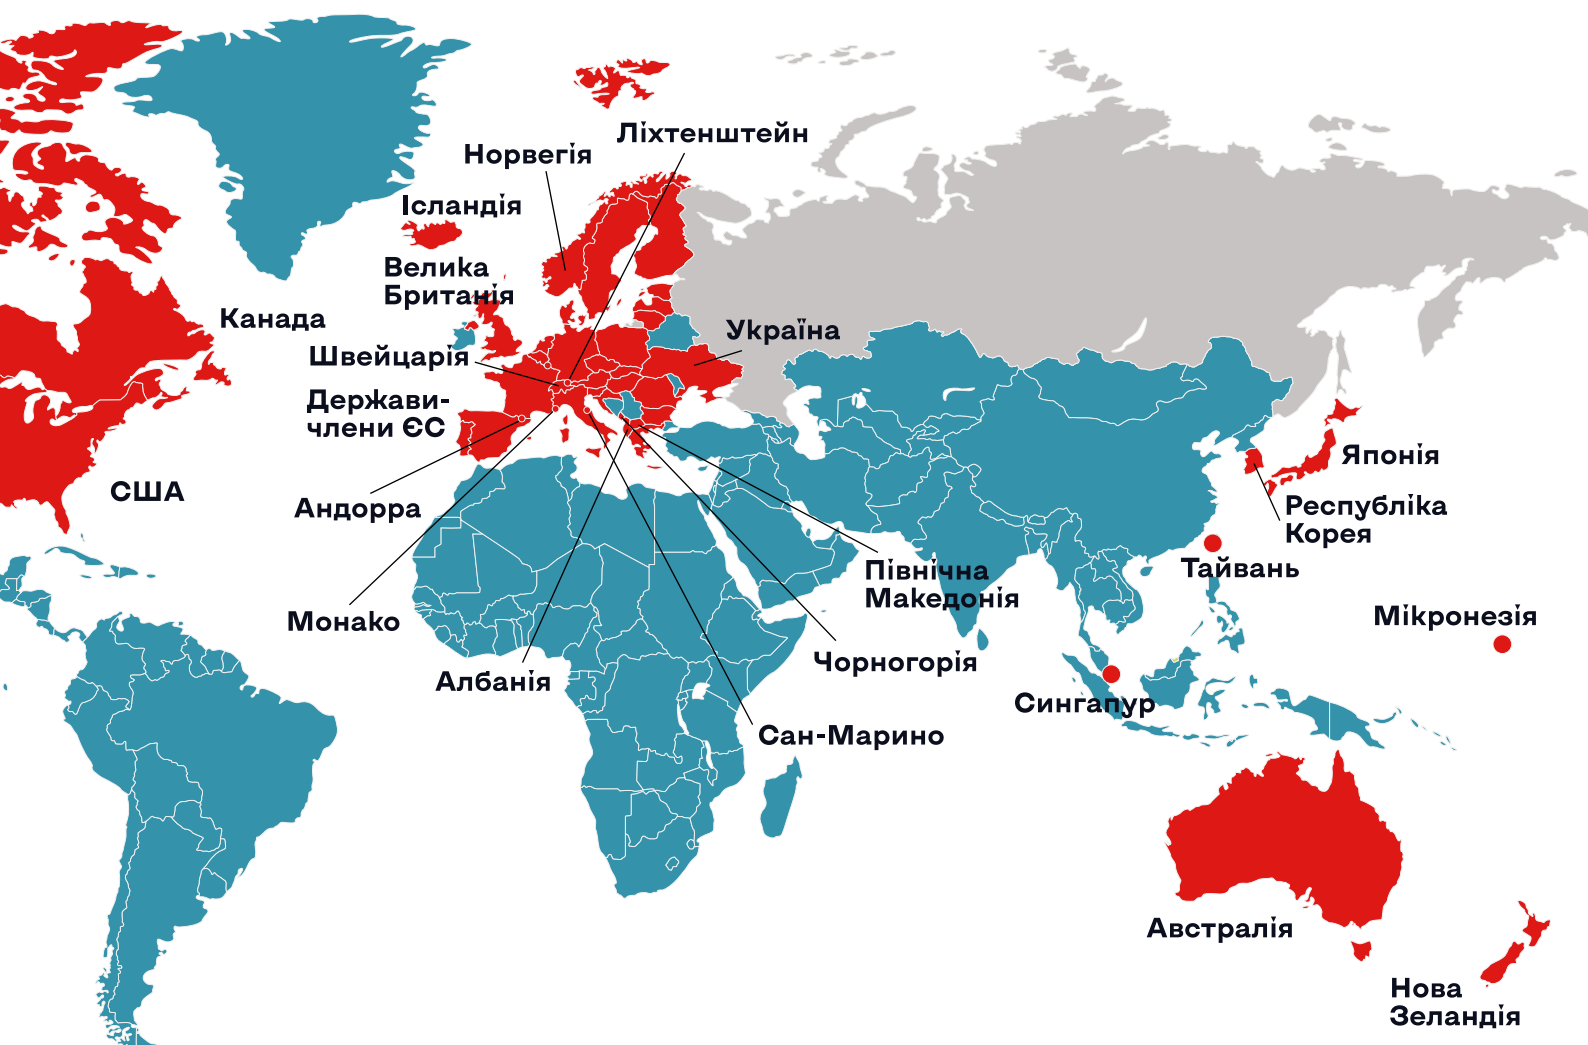 Ліхтенштейн
Норвегія
Ісландія
Велика
Британія
Канада
Швейцарія
Україна
Держави-
члени ЄС
США
Андорра
Японія
Республіка
Корея
Тайвань
Північна
Македонія
Монако
Мікронезія
Чорногорія
Албанія
Сингапур
Сан-Марино
Австралія
Нова
Зеландія